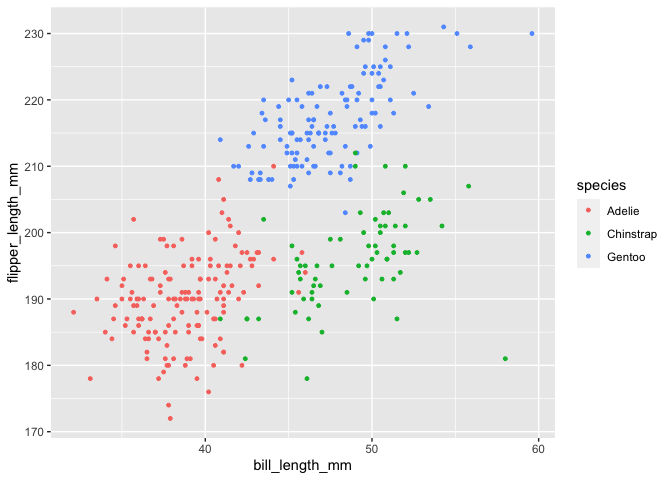 230
220
210
200
190
180
170
flipper_length_mm
40
50
60
bill_length_mm
species
Adelie
Chinstrap
Gentoo